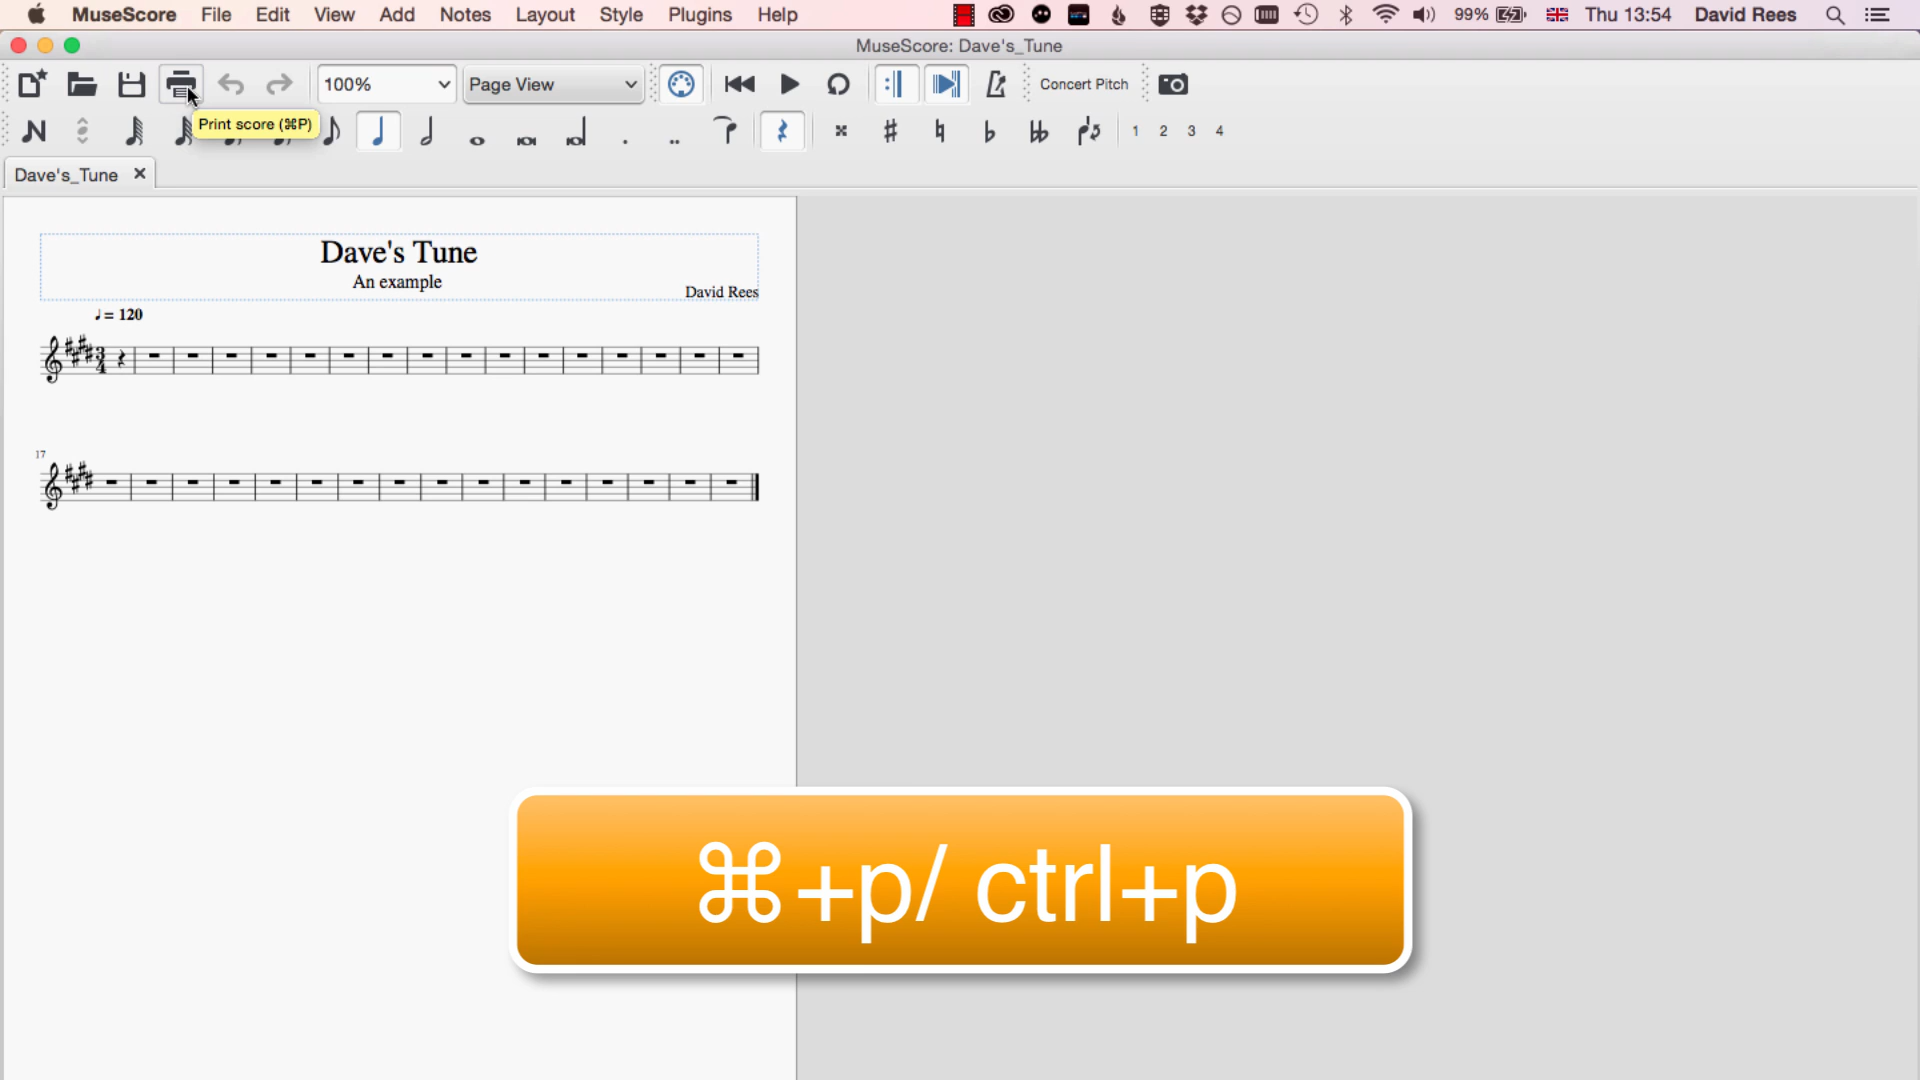 MuseScore File Edit View Add Notes Layout Style Plugins Help 99% Thu 13:54 David Rees
MuseScore: Dave's_Tune
100% Page View Concert Pitch
Print score (⌘P)
1 2 3 4
Dave's_Tune
Dave's Tune
An example
David Rees
♩ = 120
3
4
17
⌘+p/ ctrl+p